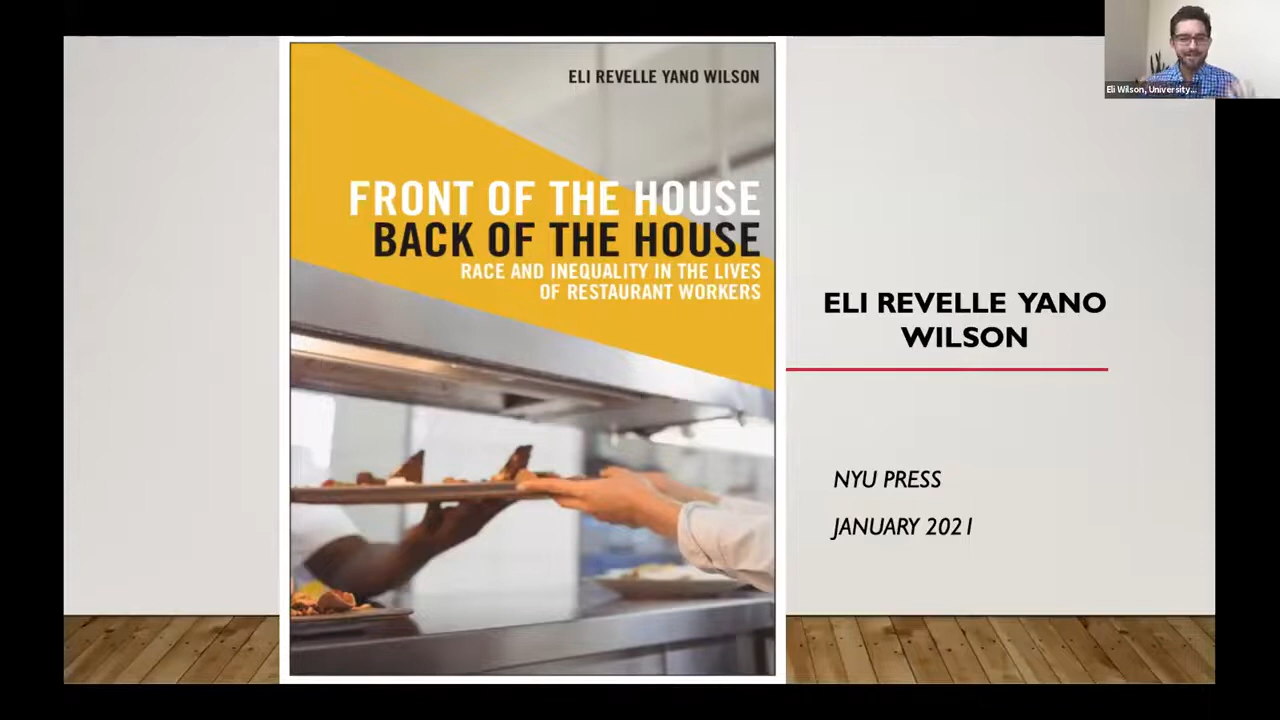 ELI REVELLE YANO WILSON
FRONT OF THE HOUSE
BACK OF THE HOUSE
RACE AND INEQUALITY IN THE LIVES
OF RESTAURANT WORKERS
ELI REVELLE YANO
WILSON
NYU PRESS
JANUARY 2021
Eli Wilson, University...